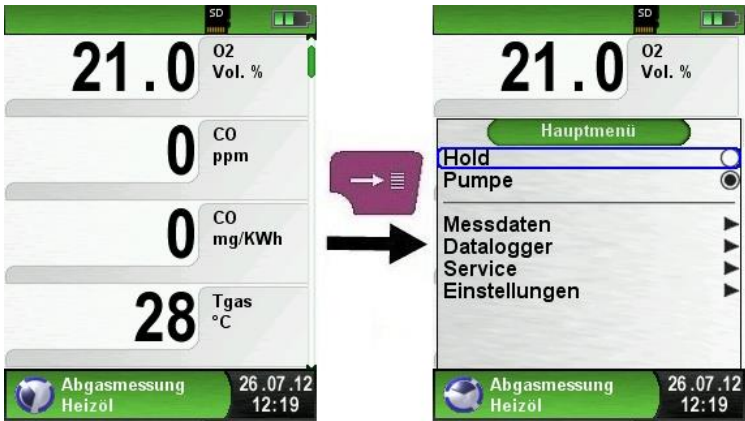 SD
21.0
O2
Vol. %
0
CO
ppm
0
CO
mg/KWh
28
Tgas
°C
Abgasmessung
Heizöl
26.07.12
12:19
SD
21.0
O2
Vol. %
Hauptmenü
Hold
Pumpe
Messdaten
Datalogger
Service
Einstellungen
Abgasmessung
Heizöl
26.07.12
12:19